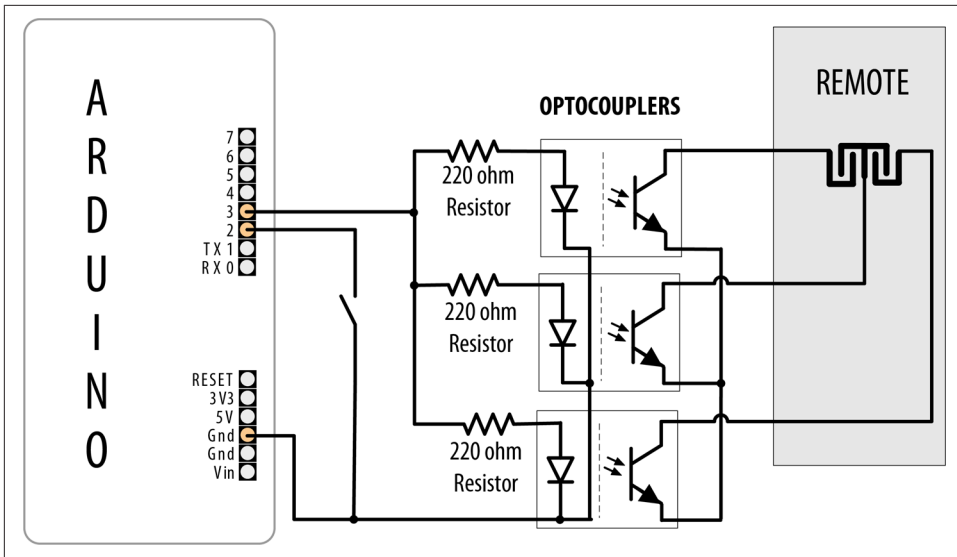 ARDUINO
7
6
5
4
3
2
TX 1
RX 0
RESET
3V3
5V
Gnd
Gnd
Vin
OPTOCOUPLERS
220 ohm
Resistor
220 ohm
Resistor
220 ohm
Resistor
REMOTE